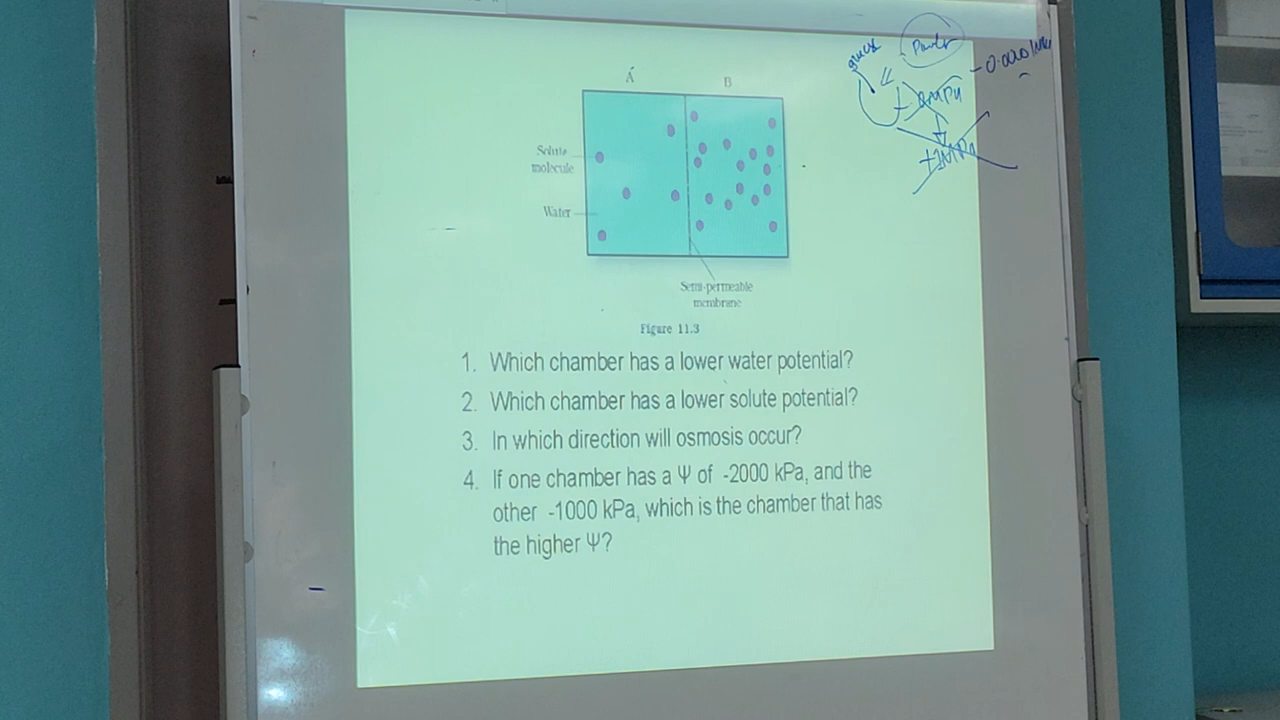 A
B
Solute
molecule
Water
Semi-permeable
membrane
Figure 11.3
1. Which chamber has a lower water potential?
2. Which chamber has a lower solute potential?
3. In which direction will osmosis occur?
4. If one chamber has a Ψ of -2000 kPa, and the
other -1000 kPa, which is the chamber that has
the higher Ψ?